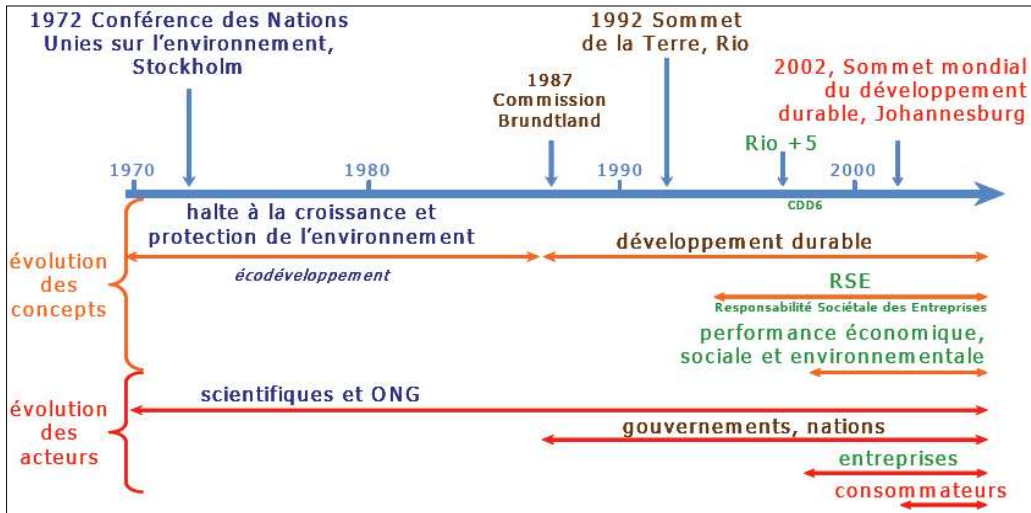 1972 Conférence des Nations
Unies sur l'environnement,
Stockholm
1987
Commission
Brundtland
1992 Sommet
de la Terre, Rio
2002, Sommet mondial
du développement
durable, Johannesburg
Rio +5
1970
1980
1990
2000
CDD6
évolution
des
concepts
halte à la croissance et
protection de l'environnement
écodéveloppement
développement durable
RSE
Responsabilité Sociétale des Entreprises
performance économique,
sociale et environnementale
évolution
des
acteurs
scientifiques et ONG
gouvernements, nations
entreprises
consommateurs